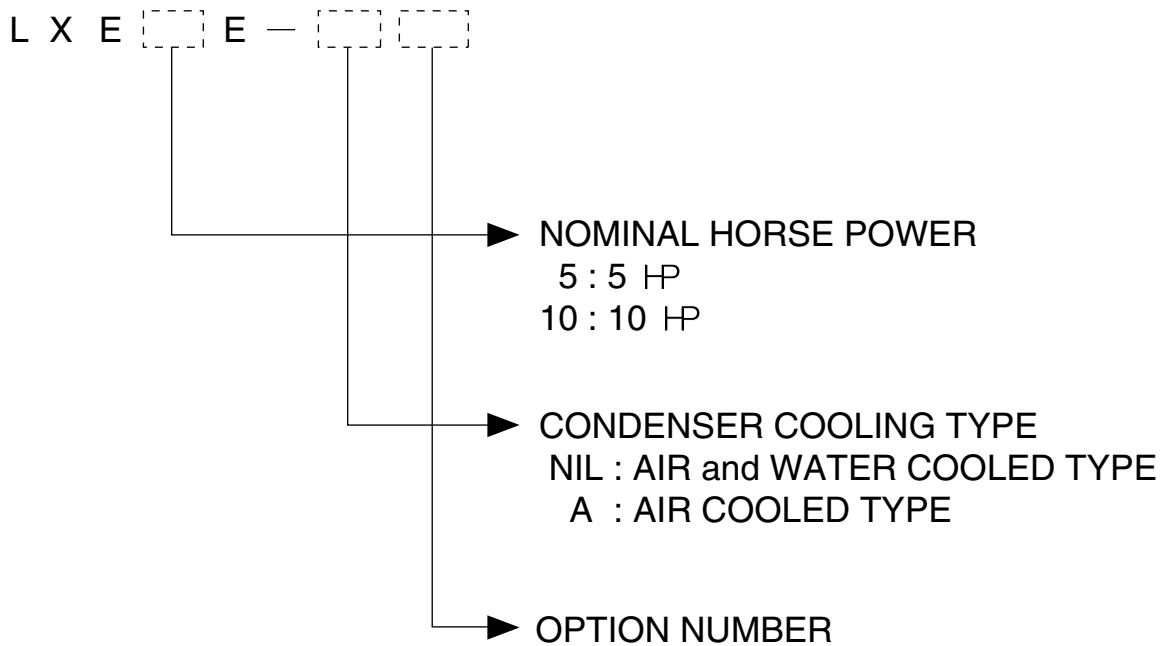 L X E E —
NOMINAL HORSE POWER
5 : 5 HP
10 : 10 HP
CONDENSER COOLING TYPE
NIL : AIR and WATER COOLED TYPE
A : AIR COOLED TYPE
OPTION NUMBER